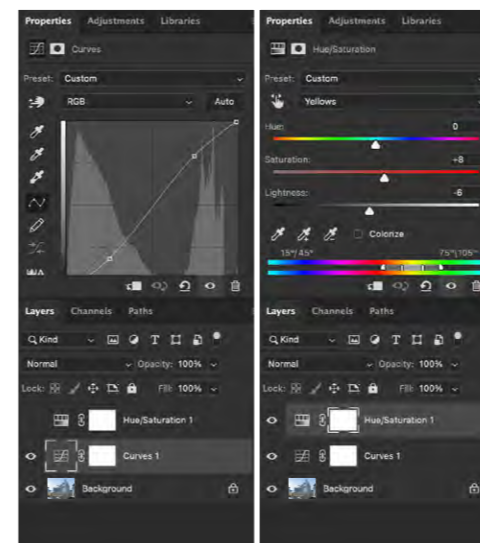 Properties Adjustments Libraries
Curves
Preset: Custom
RGB Auto
Layers Channels Paths
Kind
Normal Opacity: 100%
Lock: Fill: 100%
Hue/Saturation 1
Curves 1
Background
Properties Adjustments Libraries
Hue/Saturation
Preset: Custom
Yellows
Hue: 0
Saturation: +8
Lightness: -6
Colorize
15°/45° 75°\105°
Layers Channels Paths
Kind
Normal Opacity: 100%
Lock: Fill: 100%
Hue/Saturation 1
Curves 1
Background